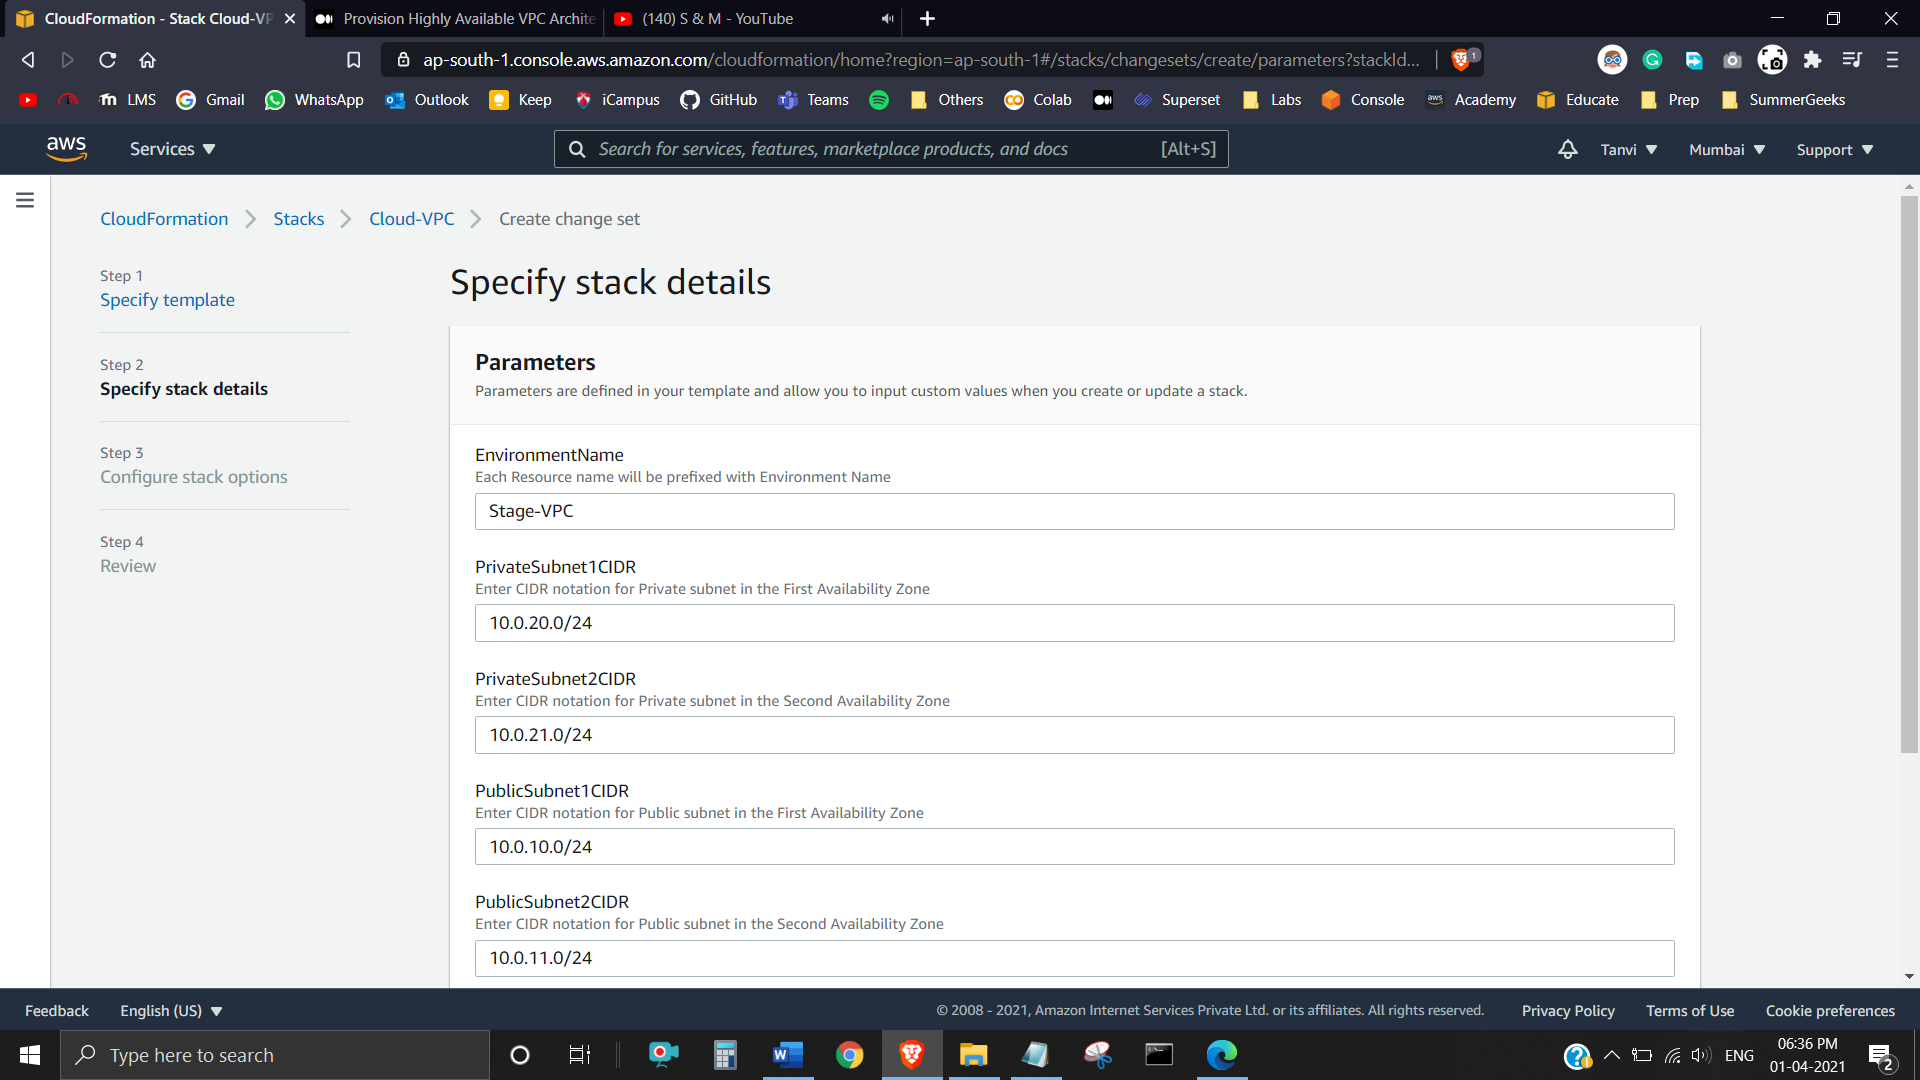 CloudFormation - Stack Cloud-VP
Provision Highly Available VPC Archite
(140) S & M - YouTube
ap-south-1.console.aws.amazon.com/cloudformation/home?region=ap-south-1#/stacks/changesets/create/parameters?stackId...
1
LMS
Gmail
WhatsApp
Outlook
Keep
iCampus
GitHub
Teams
Others
Colab
Superset
Labs
Console
aws
Academy
Educate
Prep
SummerGeeks
aws
Services
Search for services, features, marketplace products, and docs
[Alt+S]
Tanvi
Mumbai
Support
CloudFormation
Stacks
Cloud-VPC
Create change set
Step 1
Specify template
Step 2
Specify stack details
Step 3
Configure stack options
Step 4
Review
Specify stack details
Parameters
Parameters are defined in your template and allow you to input custom values when you create or update a stack.
EnvironmentName
Each Resource name will be prefixed with Environment Name
Stage-VPC
PrivateSubnet1CIDR
Enter CIDR notation for Private subnet in the First Availability Zone
10.0.20.0/24
PrivateSubnet2CIDR
Enter CIDR notation for Private subnet in the Second Availability Zone
10.0.21.0/24
PublicSubnet1CIDR
Enter CIDR notation for Public subnet in the First Availability Zone
10.0.10.0/24
PublicSubnet2CIDR
Enter CIDR notation for Public subnet in the Second Availability Zone
10.0.11.0/24
Feedback
English (US)
© 2008 - 2021, Amazon Internet Services Private Ltd. or its affiliates. All rights reserved.
Privacy Policy
Terms of Use
Cookie preferences
Type here to search
ENG
06:36 PM
01-04-2021
2